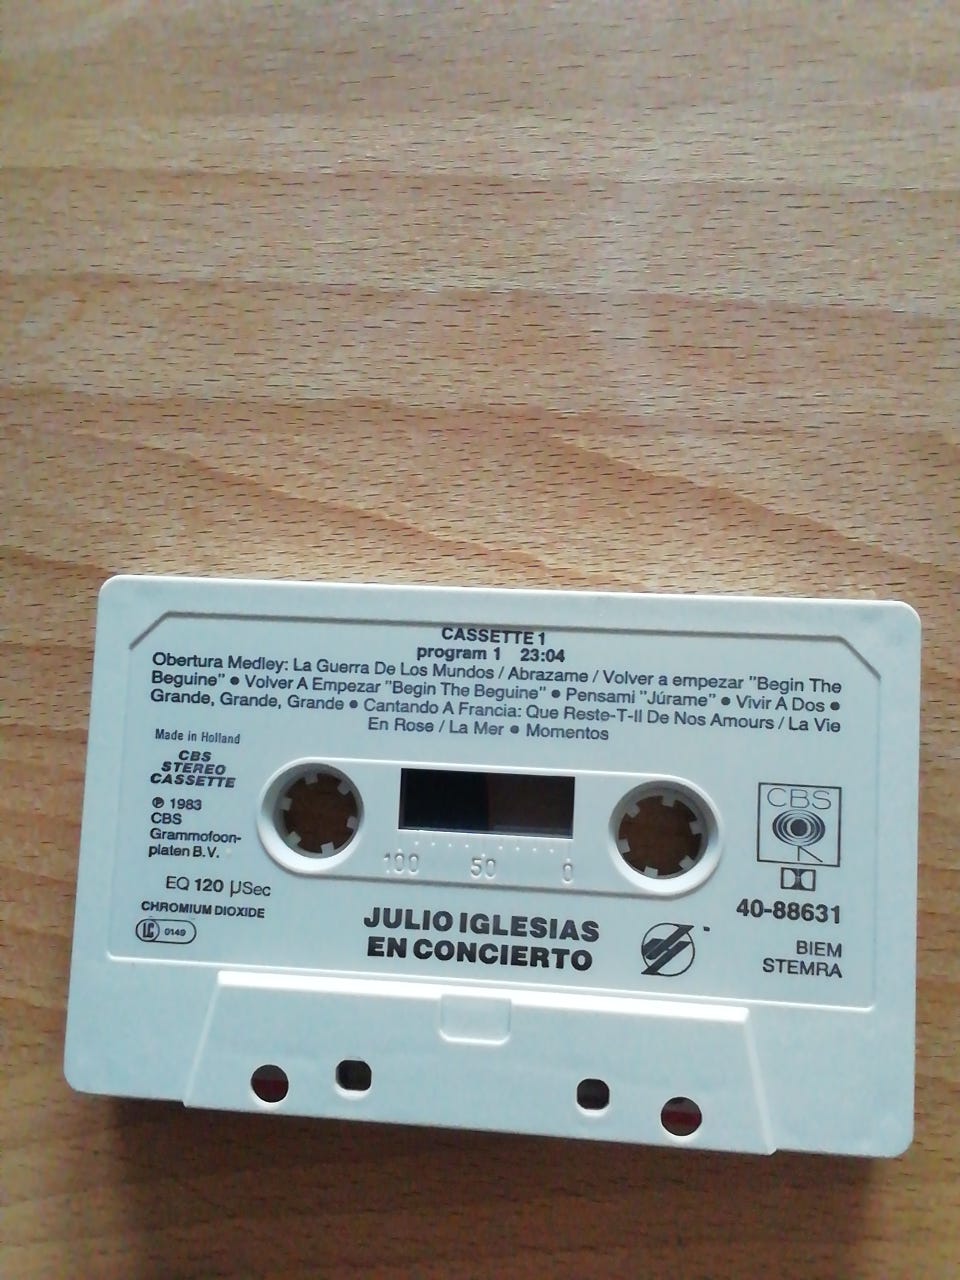 CASSETTE 1
program 1 23:04
Obertura Medley: La Guerra De Los Mundos / Abrazame / Volver a empezar "Begin The
Beguine" • Volver A Empezar "Begin The Beguine" • Pensami "Júrame" • Vivir A Dos •
Grande, Grande, Grande • Cantando A Francia: Que Reste-T-Il De Nos Amours / La Vie
En Rose / La Mer • Momentos
Made in Holland
CBS
STEREO
CASSETTE
℗ 1983
CBS
Grammofoon-
platen B.V.
EQ 120 µSec
CHROMIUM DIOXIDE
LC 0149
100 50 0
JULIO IGLESIAS
EN CONCIERTO
CBS
40-88631
BIEM
STEMRA